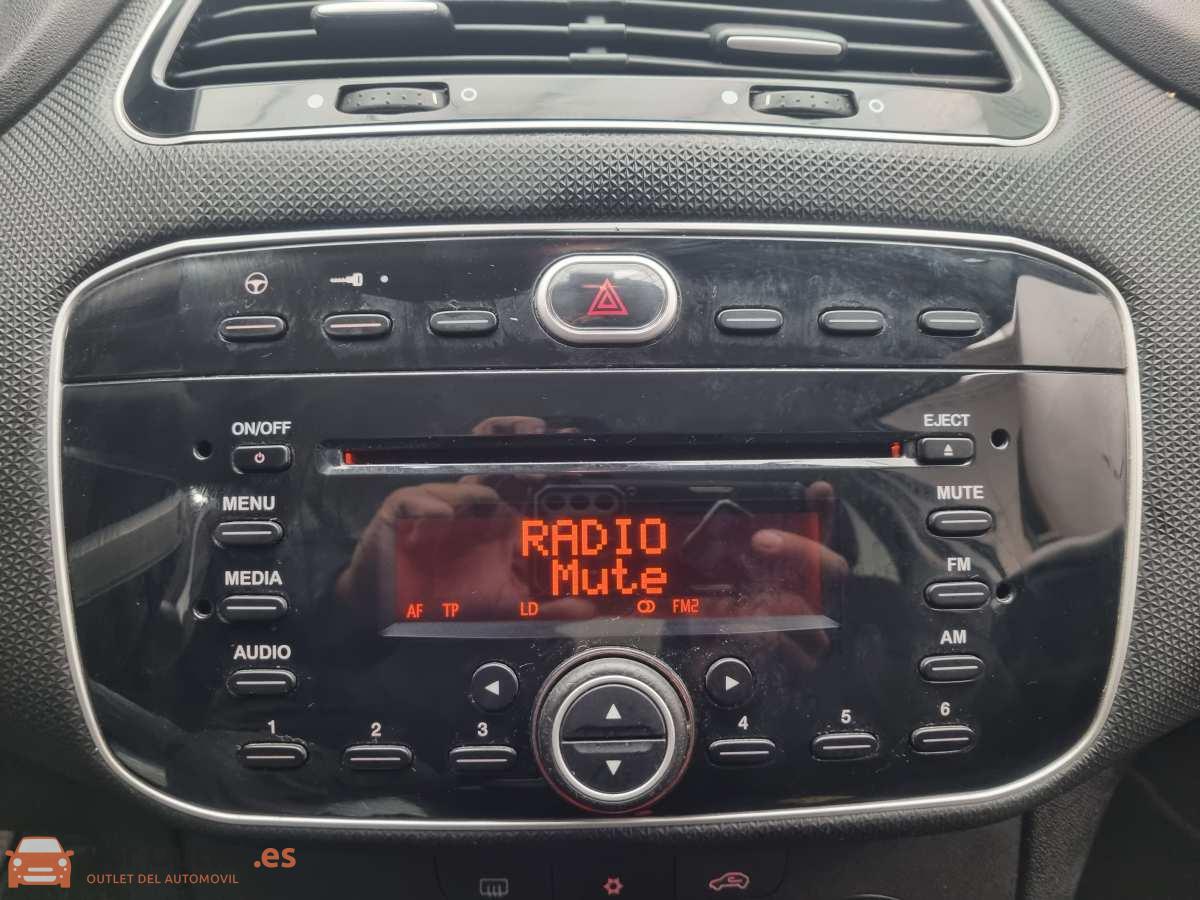 ON/OFF
EJECT
MENU
MUTE
RADIO
Mute
MEDIA
FM
AF TP LD FM2
AUDIO
AM
1 2 3 4 5 6
.es
OUTLET DEL AUTOMOVIL